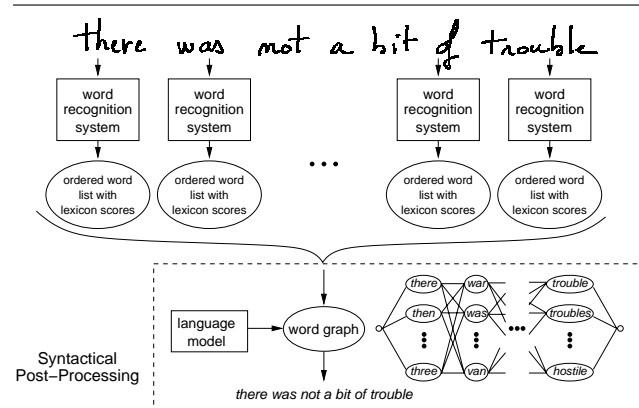 there was not a bit of trouble
word recognition system
word recognition system
word recognition system
word recognition system
...
ordered word list with lexicon scores
ordered word list with lexicon scores
ordered word list with lexicon scores
ordered word list with lexicon scores
there war trouble
language model
word graph
then was troubles
three van hostile
Syntactical Post−Processing
there was not a bit of trouble